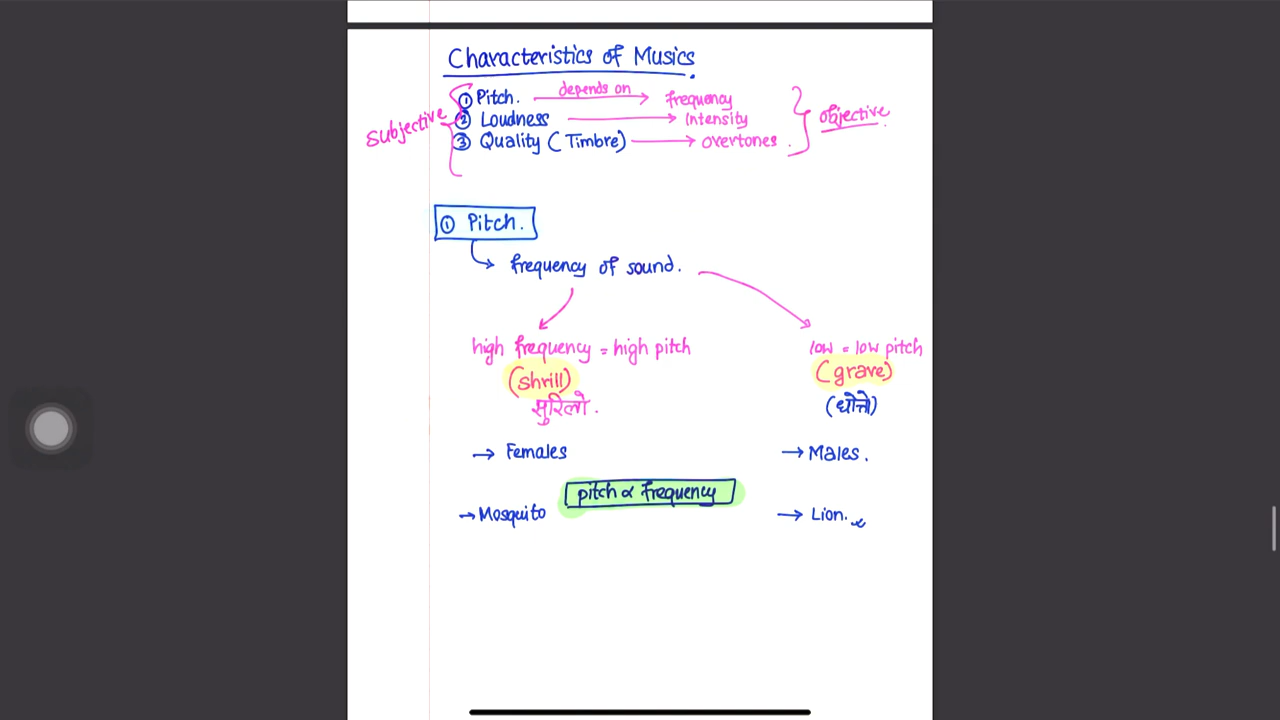 Characteristics of Musics
① Pitch. depends on → frequency
② Loudness → intensity
③ Quality (Timbre) → overtones.
Subjective
objective
① Pitch.
frequency of sound.
high frequency = high pitch
(shrill)
सुरिलो.
low = low pitch
(grave)
(धोत्रो)
→ Females
→ Males.
pitch ∝ frequency
→ Mosquito
→ Lion.